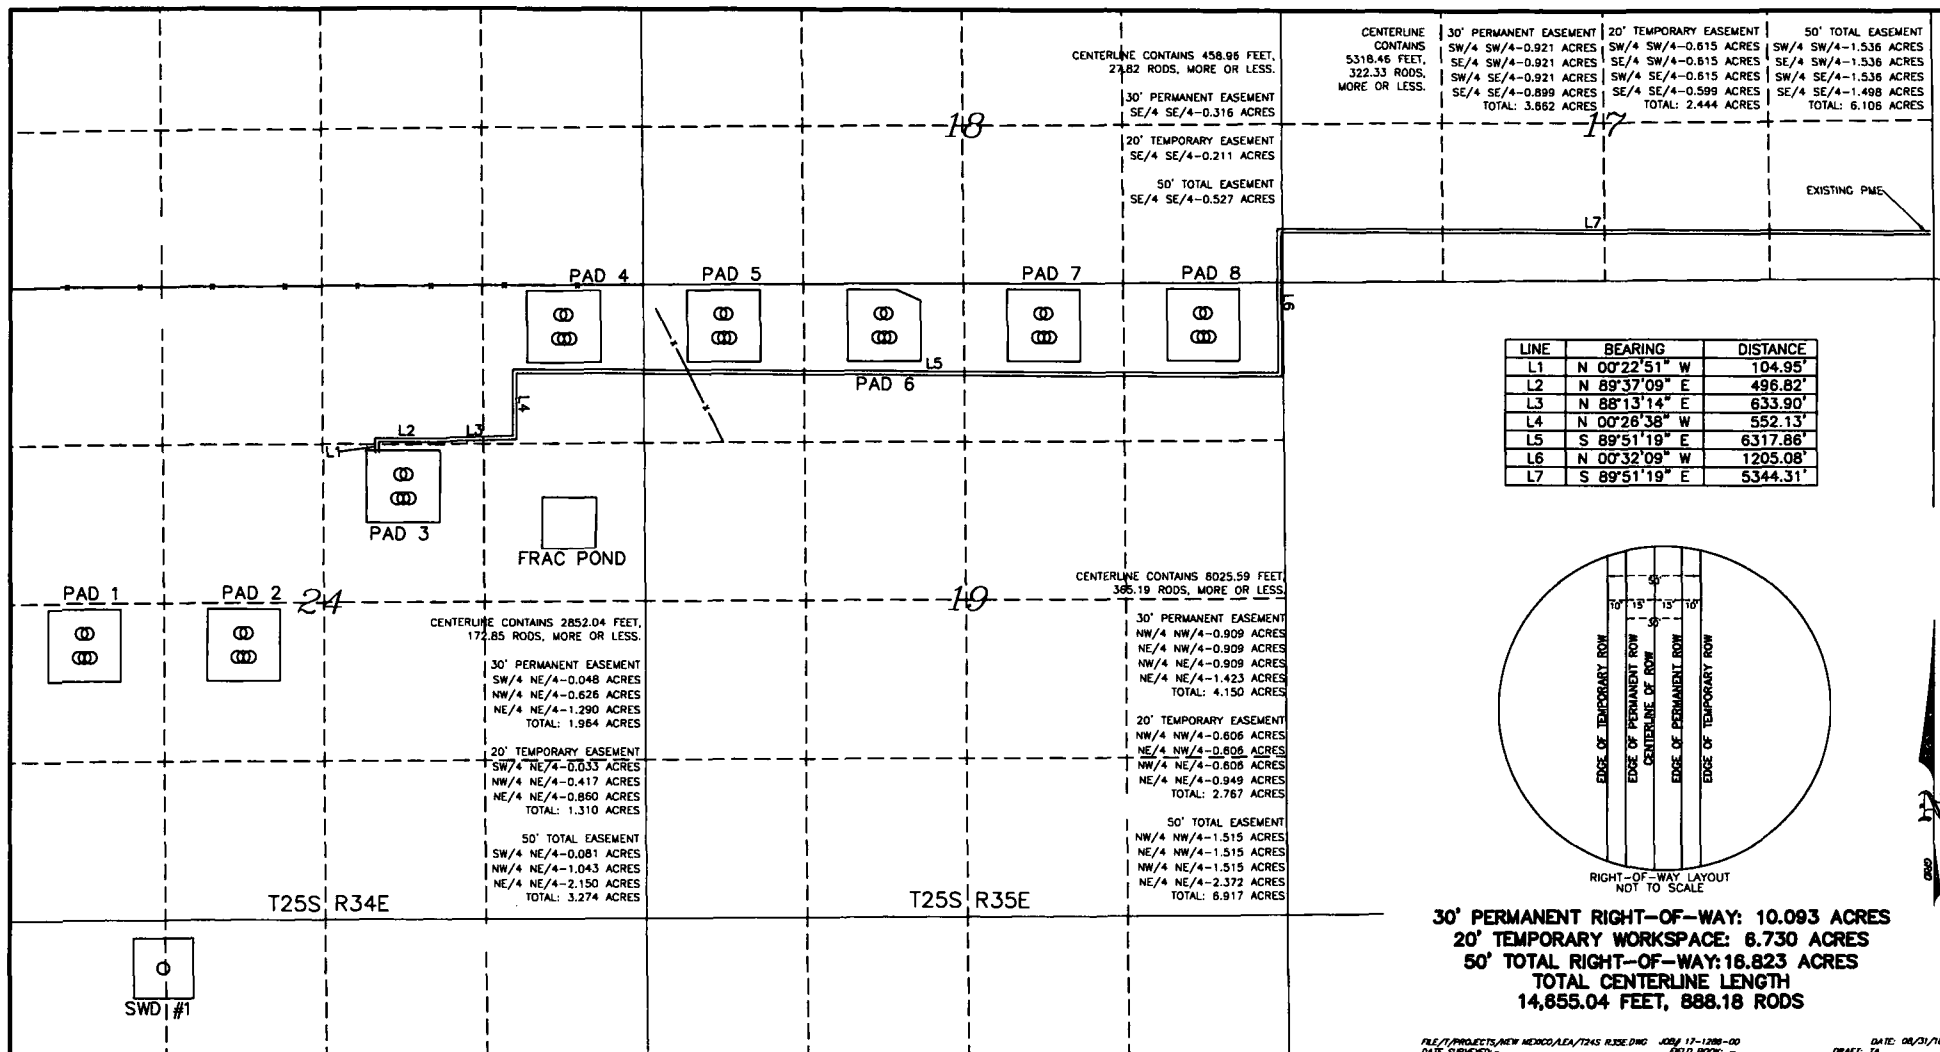 CENTERLINE CONTAINS 458.96 FEET,
27.82 RODS, MORE OR LESS.
30' PERMANENT EASEMENT
SE/4 SE/4-0.316 ACRES
20' TEMPORARY EASEMENT
SE/4 SE/4-0.211 ACRES
50' TOTAL EASEMENT
SE/4 SE/4-0.527 ACRES
18
CENTERLINE
CONTAINS
5318.46 FEET,
322.33 RODS,
MORE OR LESS.
30' PERMANENT EASEMENT
SW/4 SW/4-0.921 ACRES
SE/4 SW/4-0.921 ACRES
SW/4 SE/4-0.921 ACRES
SE/4 SE/4-0.899 ACRES
TOTAL: 3.662 ACRES
20' TEMPORARY EASEMENT
SW/4 SW/4-0.615 ACRES
SE/4 SW/4-0.615 ACRES
SW/4 SE/4-0.615 ACRES
SE/4 SE/4-0.599 ACRES
TOTAL: 2.444 ACRES
50' TOTAL EASEMENT
SW/4 SW/4-1.536 ACRES
SE/4 SW/4-1.536 ACRES
SW/4 SE/4-1.536 ACRES
SE/4 SE/4-1.498 ACRES
TOTAL: 6.106 ACRES
17
EXISTING PME
L7
PAD 4
PAD 5
PAD 7
PAD 8
L6
L5
PAD 6
L4
L2
L3
L1
PAD 3
FRAC POND
PAD 1
PAD 2
24
19
LINE BEARING DISTANCE
L1 N 00°22'51" W 104.95'
L2 N 89°37'09" E 496.82'
L3 N 88°13'14" E 633.90'
L4 N 00°26'38" W 552.13'
L5 S 89°51'19" E 6317.86'
L6 N 00°32'09" W 1205.08'
L7 S 89°51'19" E 5344.31'
CENTERLINE CONTAINS 2852.04 FEET,
172.85 RODS, MORE OR LESS.
30' PERMANENT EASEMENT
SW/4 NE/4-0.048 ACRES
NW/4 NE/4-0.626 ACRES
NE/4 NE/4-1.290 ACRES
TOTAL: 1.964 ACRES
20' TEMPORARY EASEMENT
SW/4 NE/4-0.033 ACRES
NW/4 NE/4-0.417 ACRES
NE/4 NE/4-0.860 ACRES
TOTAL: 1.310 ACRES
50' TOTAL EASEMENT
SW/4 NE/4-0.081 ACRES
NW/4 NE/4-1.043 ACRES
NE/4 NE/4-2.150 ACRES
TOTAL: 3.274 ACRES
CENTERLINE CONTAINS 6025.59 FEET,
365.19 RODS, MORE OR LESS.
30' PERMANENT EASEMENT
NW/4 NW/4-0.909 ACRES
NE/4 NW/4-0.909 ACRES
NW/4 NE/4-0.909 ACRES
NE/4 NE/4-1.423 ACRES
TOTAL: 4.150 ACRES
20' TEMPORARY EASEMENT
NW/4 NW/4-0.606 ACRES
NE/4 NW/4-0.606 ACRES
NW/4 NE/4-0.606 ACRES
NE/4 NE/4-0.949 ACRES
TOTAL: 2.767 ACRES
50' TOTAL EASEMENT
NW/4 NW/4-1.515 ACRES
NE/4 NW/4-1.515 ACRES
NW/4 NE/4-1.515 ACRES
NE/4 NE/4-2.372 ACRES
TOTAL: 6.917 ACRES
T25S R34E
T25S R35E
SWD #1
50'
10' 15' 15' 10'
30'
EDGE OF TEMPORARY ROW
EDGE OF PERMANENT ROW
CENTERLINE OF ROW
EDGE OF PERMANENT ROW
EDGE OF TEMPORARY ROW
RIGHT-OF-WAY LAYOUT
NOT TO SCALE
GRID
30' PERMANENT RIGHT-OF-WAY: 10.093 ACRES
20' TEMPORARY WORKSPACE: 6.730 ACRES
50' TOTAL RIGHT-OF-WAY: 16.823 ACRES
TOTAL CENTERLINE LENGTH
14,655.04 FEET, 888.18 RODS
FILE/T/PROJECTS/NEW MEXICO/LEA/T24S R35E.DWG JOB# 17-1286-00